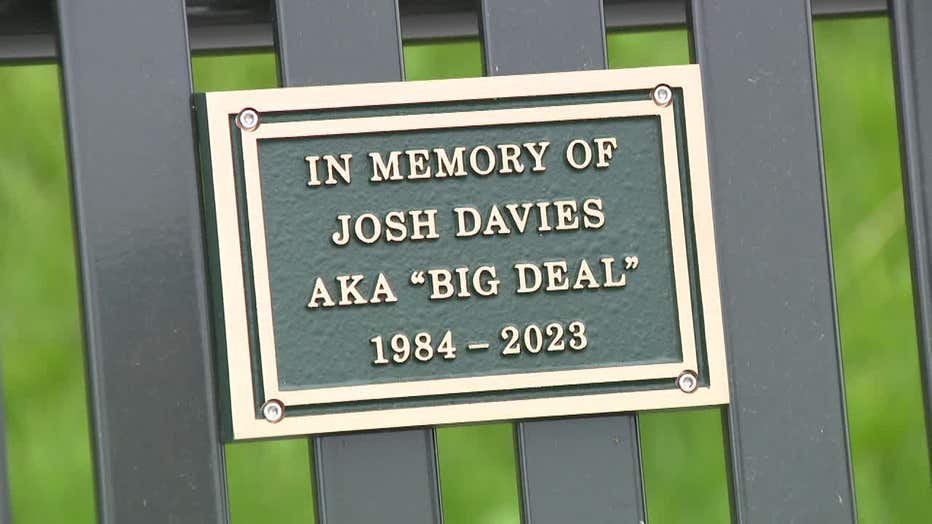 IN MEMORY OF
JOSH DAVIES
AKA “BIG DEAL”
1984 – 2023